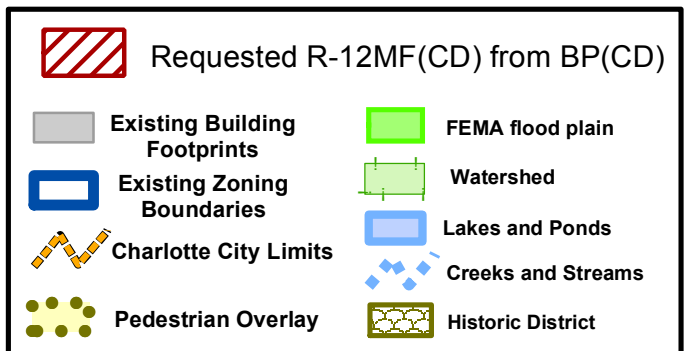 Requested R-12MF(CD) from BP(CD)
Existing Building
Footprints
Existing Zoning
Boundaries
Charlotte City Limits
Pedestrian Overlay
FEMA flood plain
Watershed
Lakes and Ponds
Creeks and Streams
Historic District